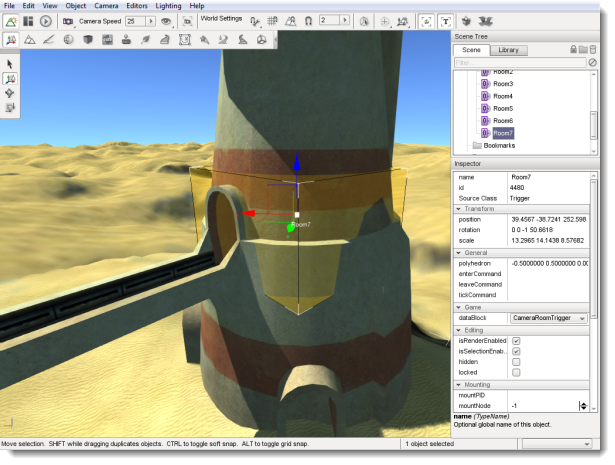 File Edit View Object Camera Editors Lighting Help
Camera Speed 25 World Settings 2
Scene Tree
Scene Library
Filter...
Room2
Room3
Room4
Room5
Room6
Room7
Bookmarks
Inspector
name Room7
id 4480
Source Class Trigger
Transform
position 39.4567 -38.7241 252.598
rotation 0 0 -1 50.6618
scale 13.2965 14.1438 8.57682
General
polyhedron -0.5000000 0.5000000 0.00
enterCommand
leaveCommand
tickCommand
Game
dataBlock CameraRoomTrigger
Editing
isRenderEnabled
isSelectionEnab..
hidden
locked
Mounting
mountPID
mountNode -1
name (TypeName)
Optional global name of this object.
Room7
Move selection. SHIFT while dragging duplicates objects. CTRL to toggle soft snap. ALT to toggle grid snap. 1 object selected